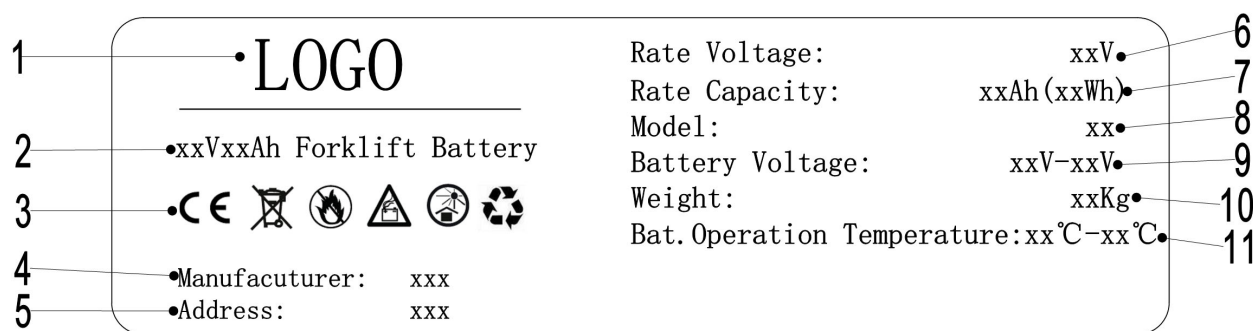 1 LOGO
2 xxVxxAh Forklift Battery
3 CE
4 Manufacuturer: xxx
5 Address: xxx
Rate Voltage: xxV 6
Rate Capacity: xxAh(xxWh) 7
Model: xx 8
Battery Voltage: xxV-xxV 9
Weight: xxKg 10
Bat.Operation Temperature:xx℃-xx℃ 11